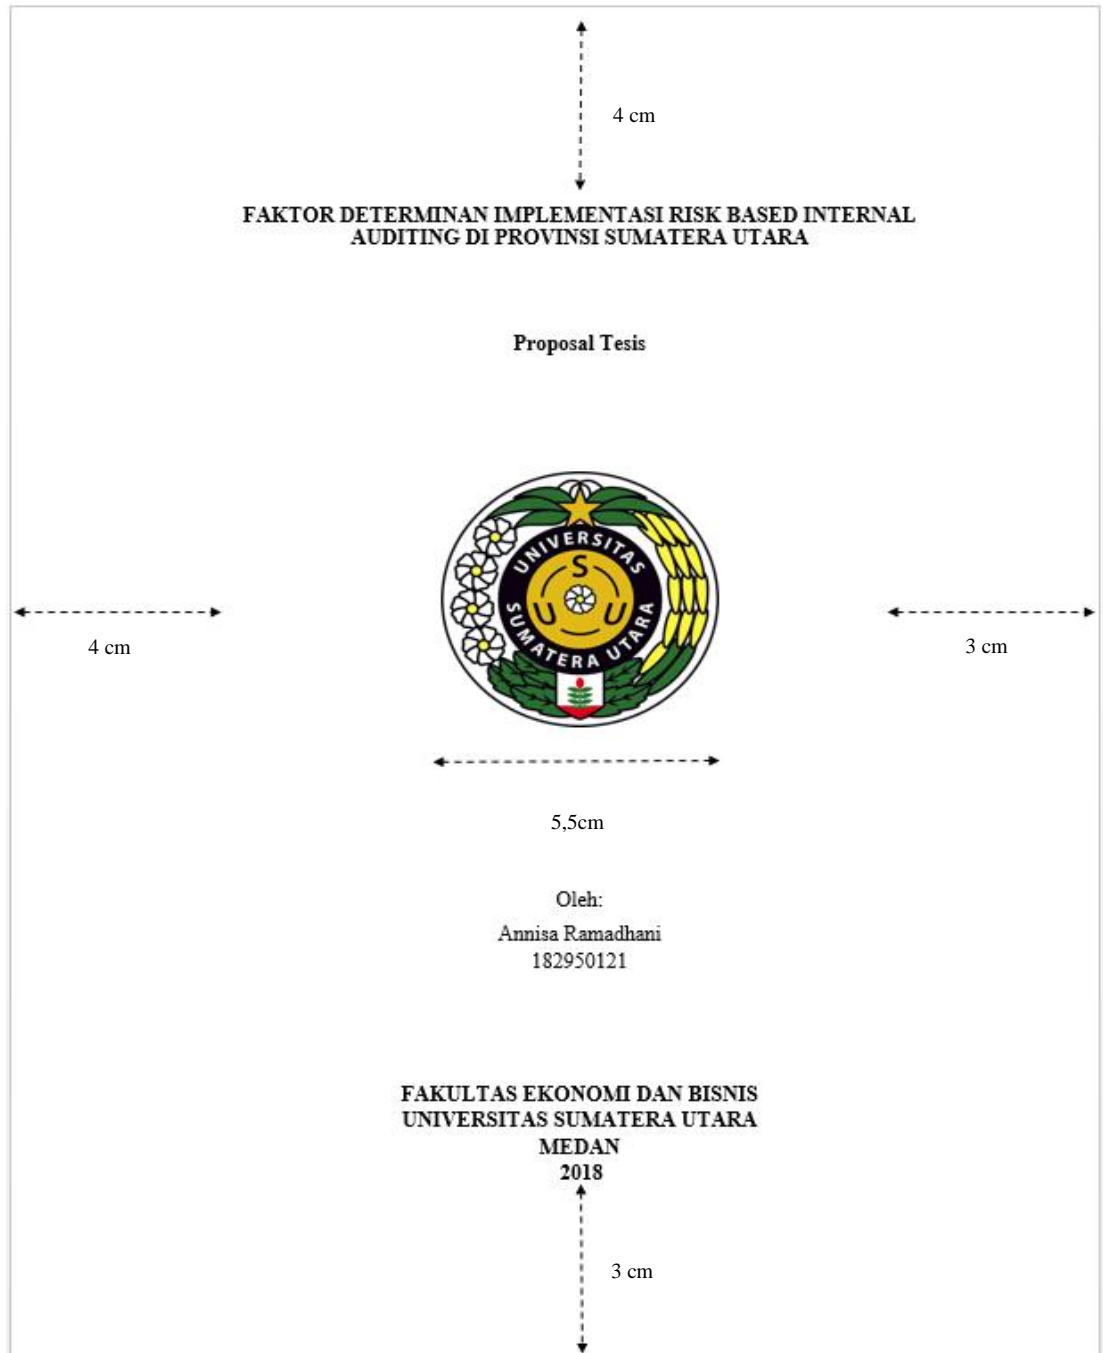 4 cm
FAKTOR DETERMINAN IMPLEMENTASI RISK BASED INTERNAL
AUDITING DI PROVINSI SUMATERA UTARA
Proposal Tesis
UNIVERSITAS
S
U U
SUMATERA UTARA
4 cm
3 cm
5,5cm
Oleh:
Annisa Ramadhani
182950121
FAKULTAS EKONOMI DAN BISNIS
UNIVERSITAS SUMATERA UTARA
MEDAN
2018
3 cm